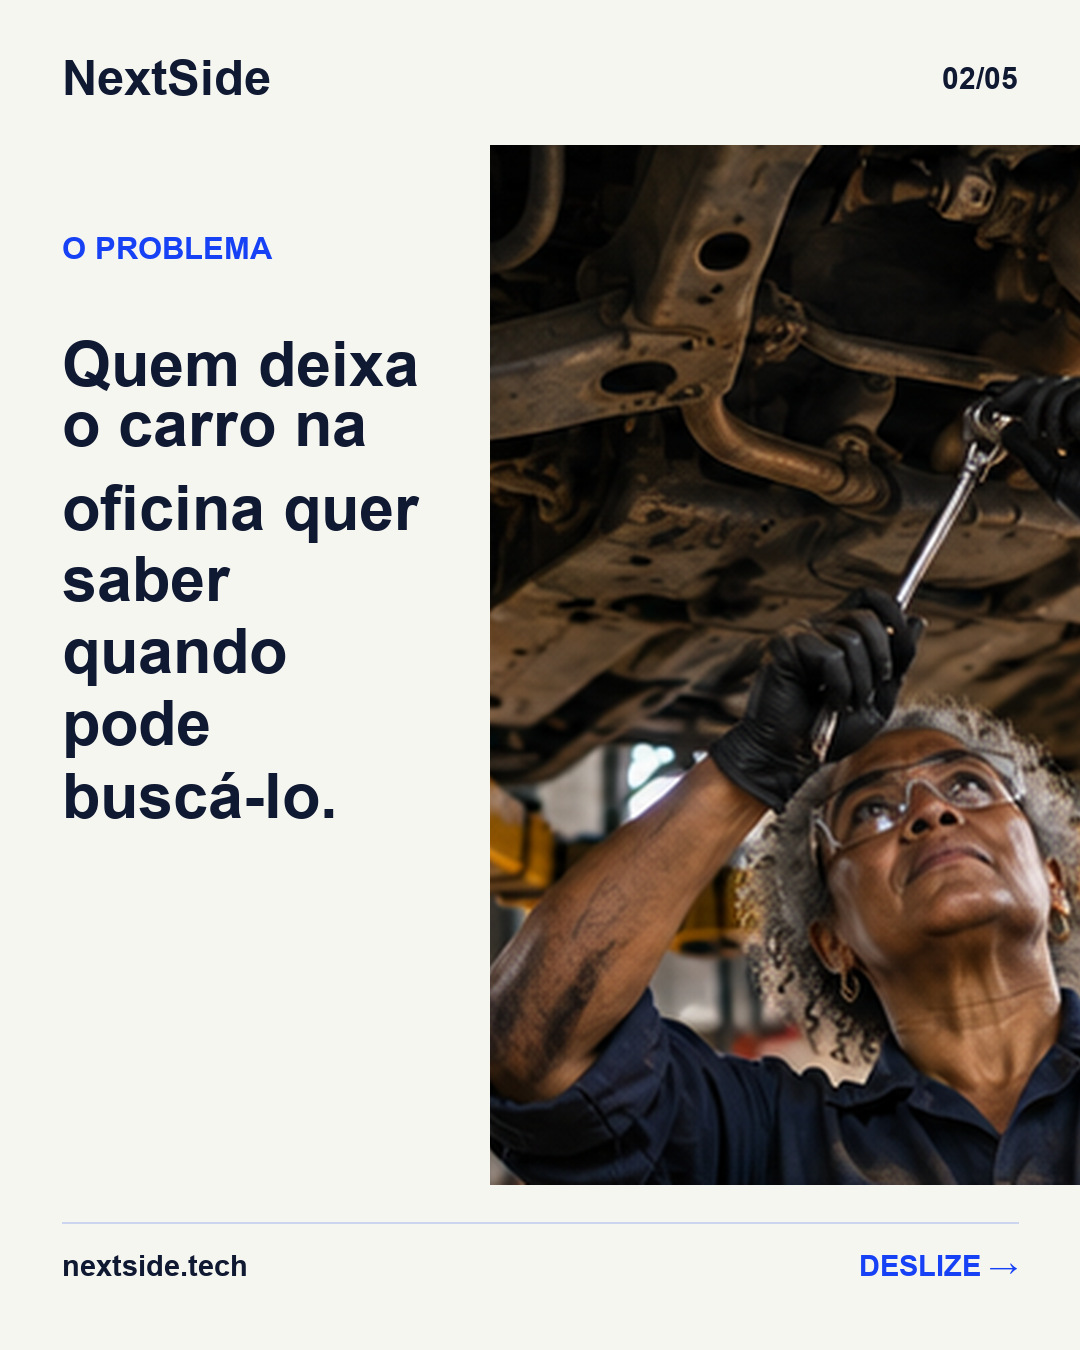 NextSide
02/05
O PROBLEMA
Quem deixa
o carro na
oficina quer
saber
quando
pode
buscá-lo.
nextside.tech
DESLIZE →